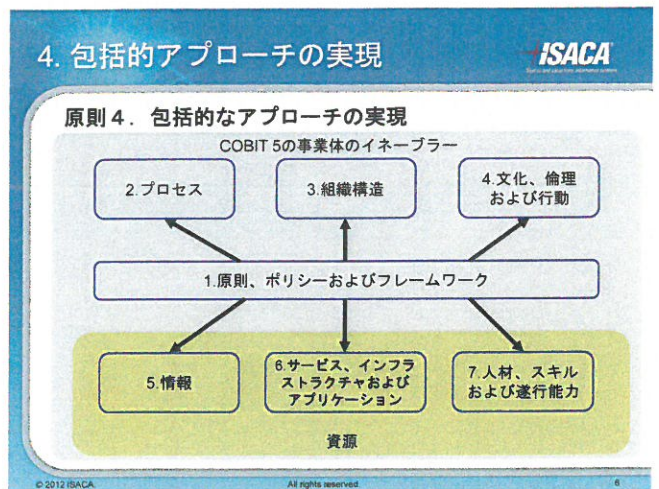 4. 包括的アプローチの実現
ISACA
原則4．包括的なアプローチの実現
COBIT 5の事業体のイネーブラー
2.プロセス
3.組織構造
4.文化、倫理
および行動
1.原則、ポリシーおよびフレームワーク
5.情報
6.サービス、インフラ
ストラクチャおよび
アプリケーション
7.人材、スキル
および遂行能力
資源
© 2012 ISACA.
All rights reserved.
6